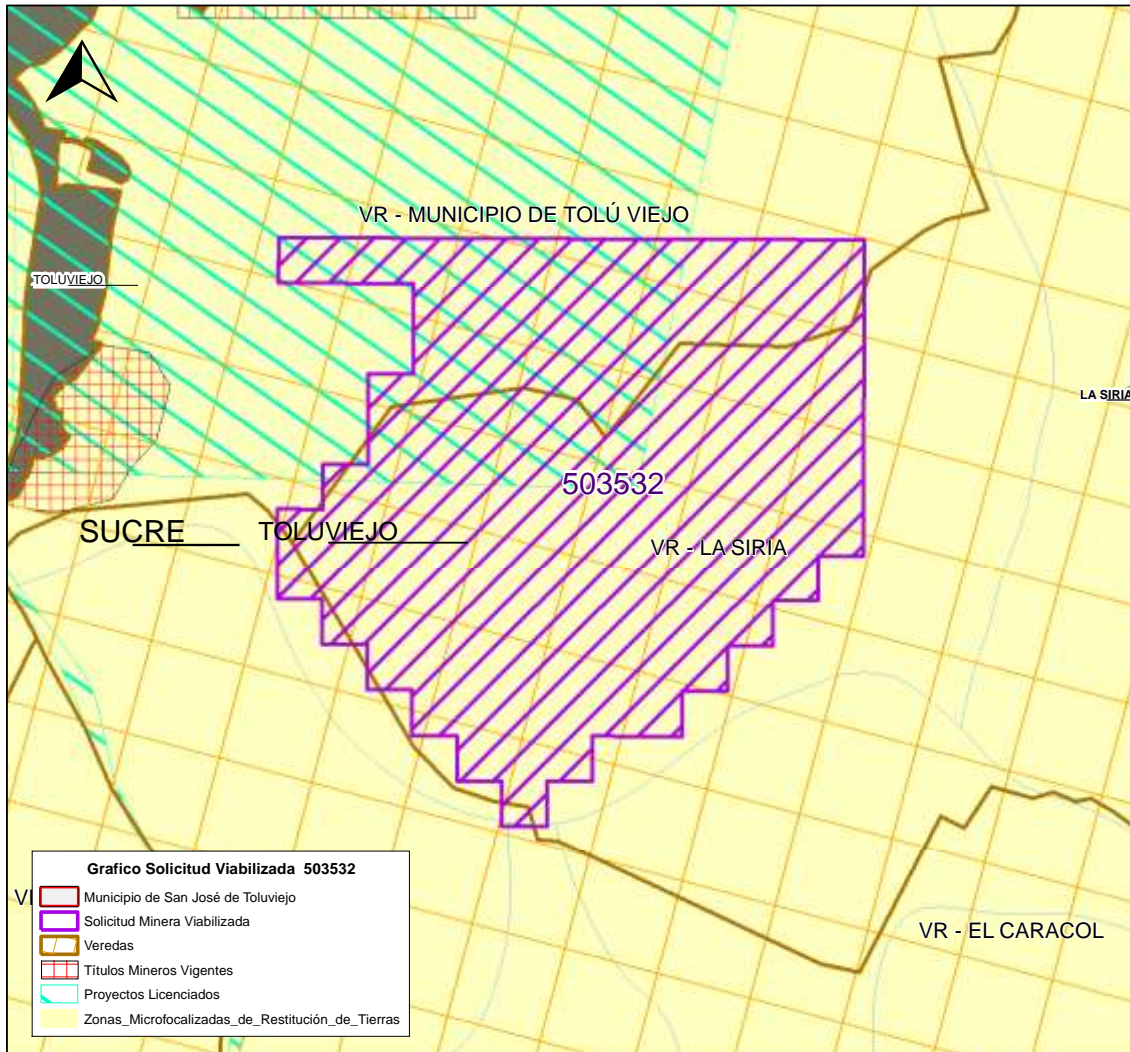 VR - MUNICIPIO DE TOLÚ VIEJO
TOLUVIEJO
LA SIRIA
503532
SUCRE
TOLUVIEJO
VR - LA SIRIA
VR - EL CARACOL
Grafico Solicitud Viabilizada 503532
Municipio de San José de Toluviejo
Solicitud Minera Viabilizada
Veredas
Títulos Mineros Vigentes
Proyectos Licenciados
Zonas_Microfocalizadas_de_Restitución_de_Tierras